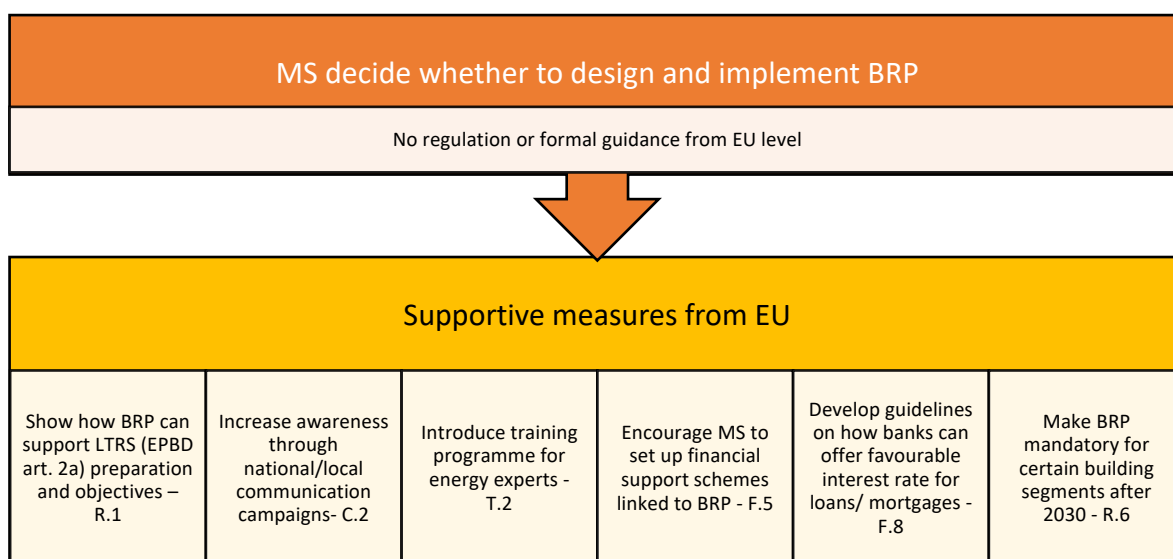 MS decide whether to design and implement BRP
No regulation or formal guidance from EU level
Supportive measures from EU
Show how BRP can
support LTRS (EPBD
art. 2a) preparation
and objectives –
R.1
Increase awareness
through
national/local
communication
campaigns- C.2
Introduce training
programme for
energy experts -
T.2
Encourage MS to
set up financial
support schemes
linked to BRP - F.5
Develop guidelines
on how banks can
offer favourable
interest rate for
loans/ mortgages -
F.8
Make BRP
mandatory for
certain building
segments after
2030 - R.6